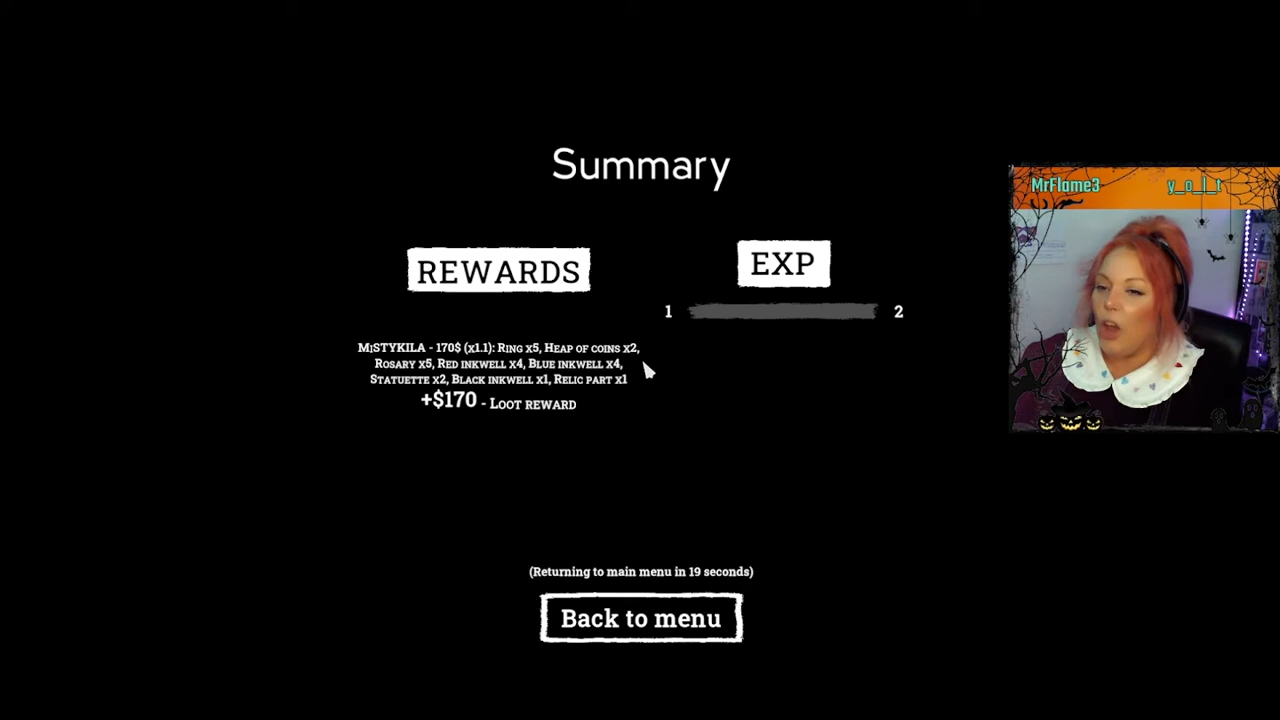 Summary
REWARDS
EXP
1
2
MiSTYKILA - 170$ (x1.1): Ring x5, Heap of coins x2,
Rosary x5, Red inkwell x4, Blue inkwell x4,
Statuette x2, Black inkwell x1, Relic part x1
+$170 - Loot reward
(Returning to main menu in 19 seconds)
Back to menu
MrFlame3
y_o_l_t